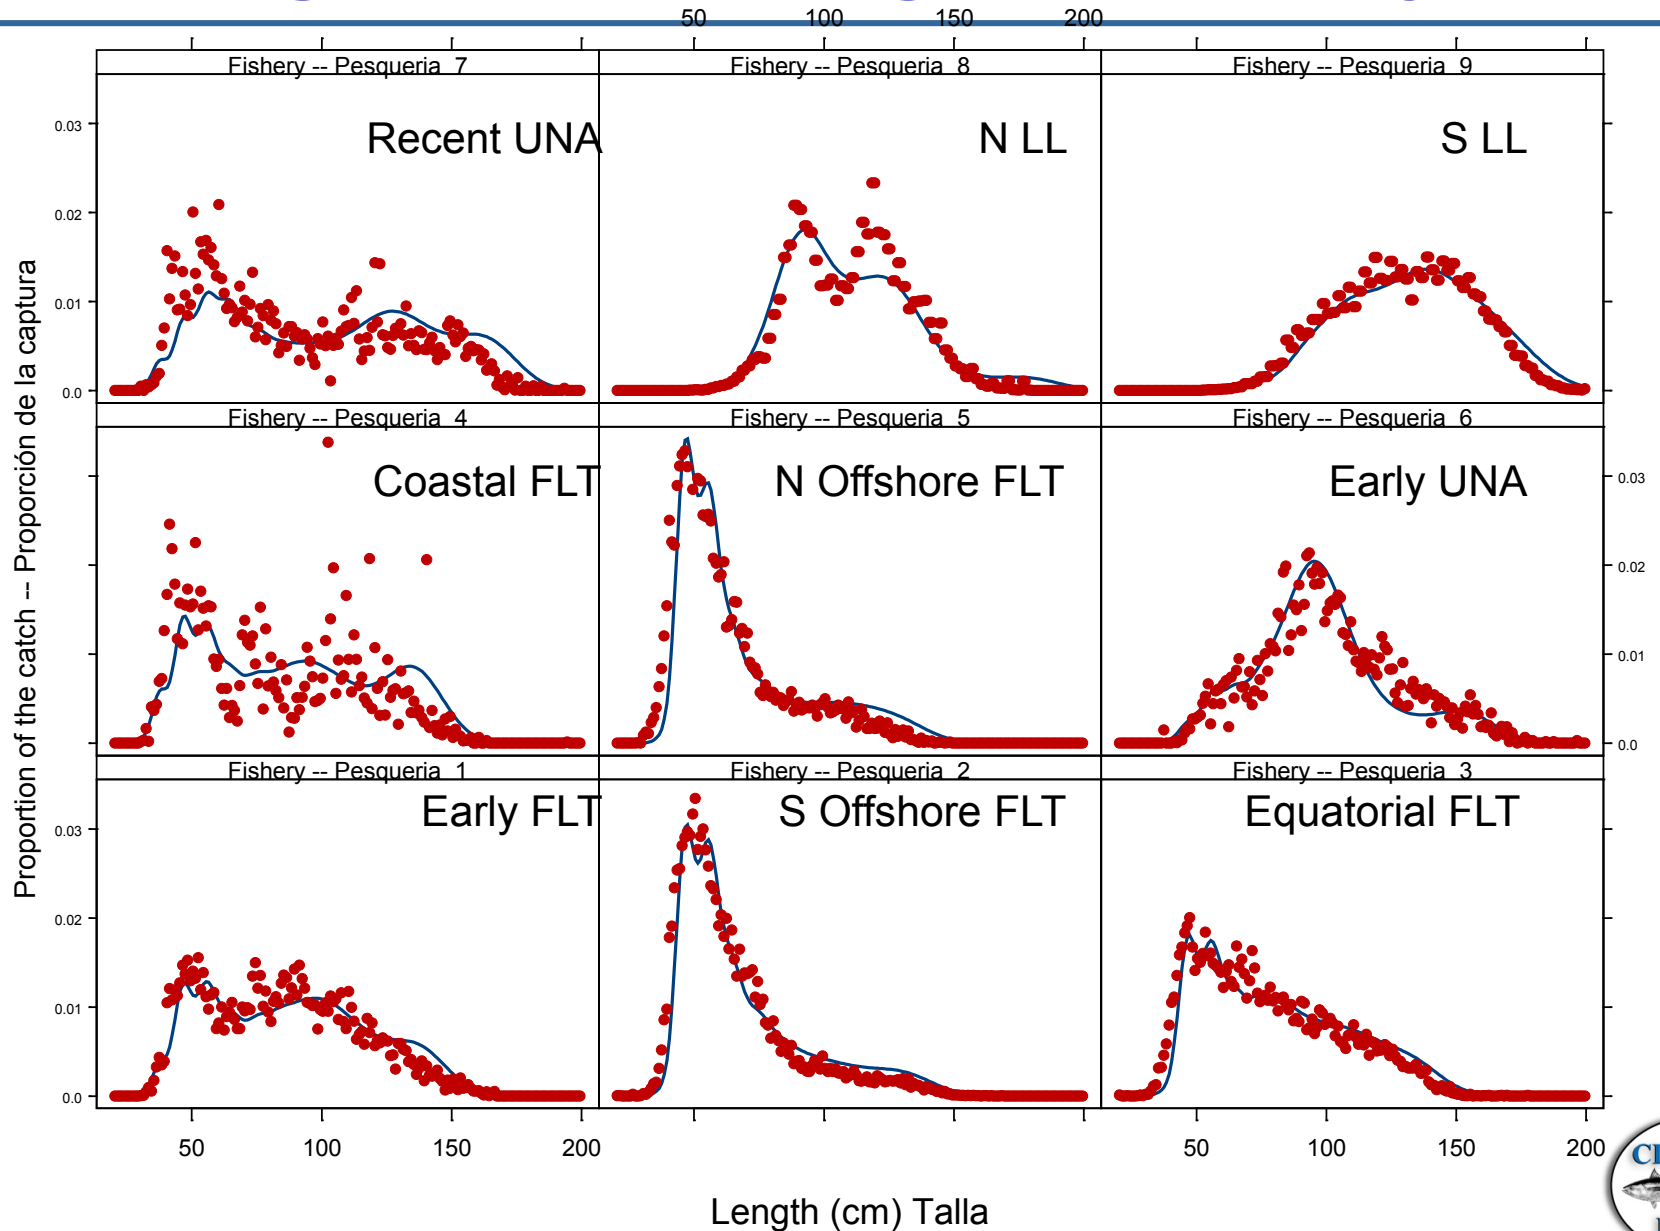 50 100 150 200
Fishery -- Pesqueria 7 Fishery -- Pesqueria 8 Fishery -- Pesqueria 9
0.03
Recent UNA N LL S LL
0.02
0.01
0.0
Fishery -- Pesqueria 4 Fishery -- Pesqueria 5 Fishery -- Pesqueria 6
Coastal FLT N Offshore FLT Early UNA
0.03
0.02
0.01
0.0
Fishery -- Pesqueria 1 Fishery -- Pesqueria 2 Fishery -- Pesqueria 3
Early FLT S Offshore FLT Equatorial FLT
0.03
0.02
0.01
0.0
50 100 150 200 50 100 150 200
Proportion of the catch -- Proporción de la captura
Length (cm) Talla